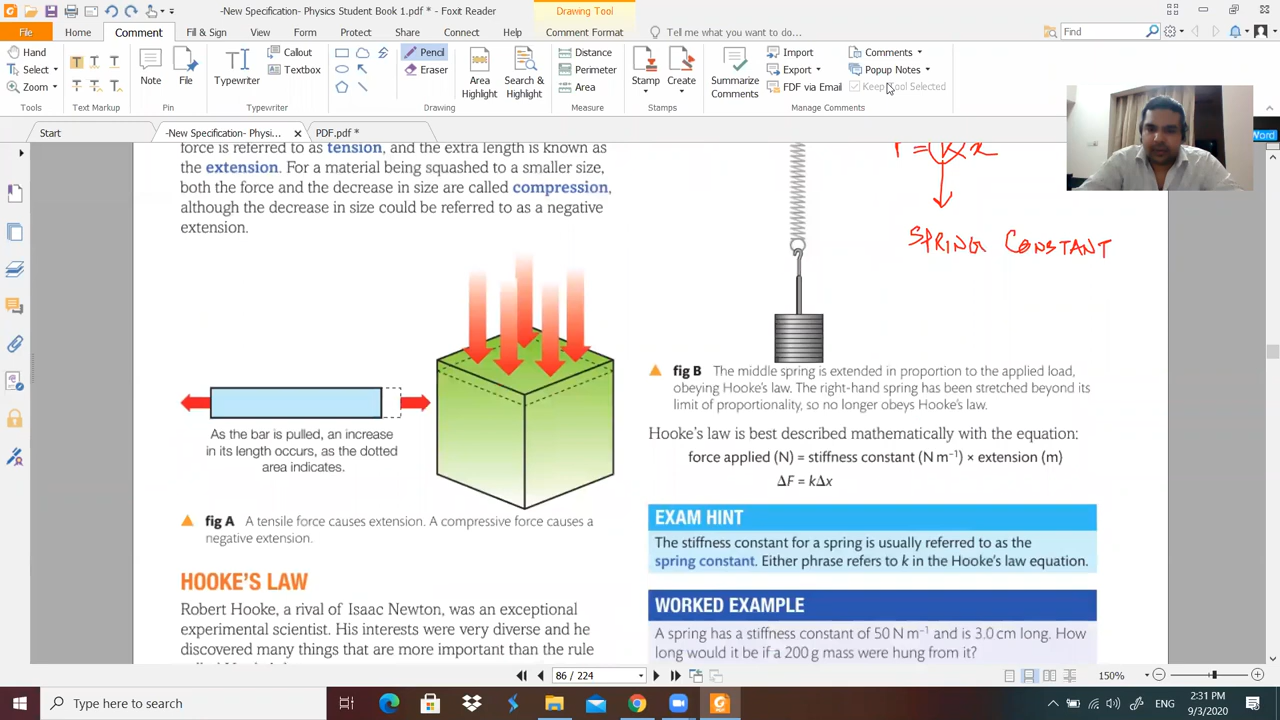 -New Specification- Physics Student Book 1.pdf * - Foxit Reader
Drawing Tool
File Home Comment Fill & Sign View Form Protect Share Connect Help Comment Format Tell me what you want to do... Find
Hand
Select
Zoom
Tools
T T T
T T T
Text Markup
Note
File
Pin
Typewriter
Callout
Textbox
Typewriter
Pencil
Eraser
Area Highlight
Search & Highlight
Drawing
Distance
Perimeter
Area
Measure
Stamp
Create
Stamps
Summarize Comments
Import
Export
FDF via Email
Comments
Popup Notes
Keep Tool Selected
Manage Comments
Word
Start
-New Specification- Physi...
PDF.pdf *
force is referred to as tension, and the extra length is known as
the extension. For a material being squashed to a smaller size,
both the force and the decrease in size are called compression,
although the decrease in size could be referred to as a negative
extension.
As the bar is pulled, an increase
in its length occurs, as the dotted
area indicates.
fig A A tensile force causes extension. A compressive force causes a
negative extension.
HOOKE'S LAW
Robert Hooke, a rival of Isaac Newton, was an exceptional
experimental scientist. His interests were very diverse and he
discovered many things that are more important than the rule
F = kx
SPRING CONSTANT
fig B The middle spring is extended in proportion to the applied load,
obeying Hooke's law. The right-hand spring has been stretched beyond its
limit of proportionality, so no longer obeys Hooke's law.
Hooke's law is best described mathematically with the equation:
force applied (N) = stiffness constant (N m⁻¹) × extension (m)
ΔF = kΔx
EXAM HINT
The stiffness constant for a spring is usually referred to as the
spring constant. Either phrase refers to k in the Hooke's law equation.
WORKED EXAMPLE
A spring has a stiffness constant of 50 N m⁻¹ and is 3.0 cm long. How
long would it be if a 200 g mass were hung from it?
86 / 224
150%
Type here to search
ENG
2:31 PM
9/3/2020